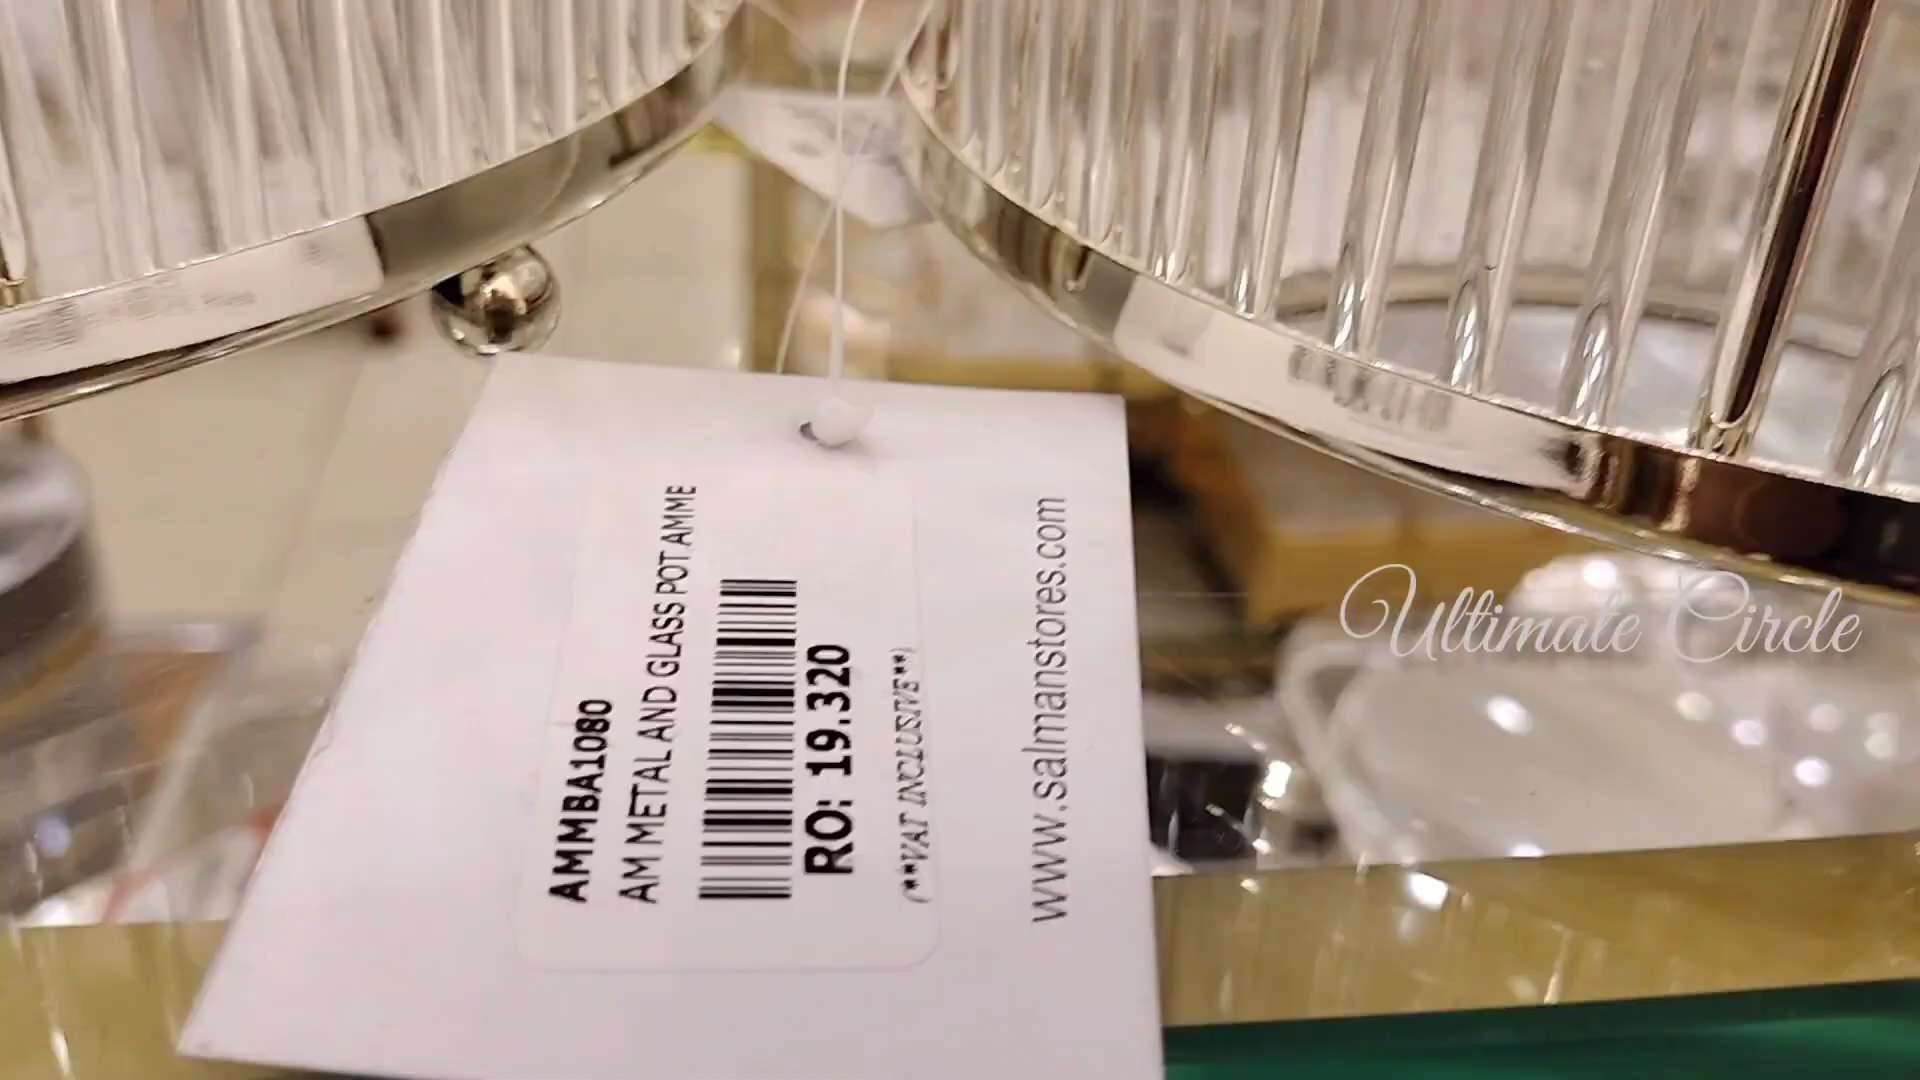 AMMBA1080
AM METAL AND GLASS POT AMME
RO: 19.320
(**VAT INCLUSIVE**)
www.salmanstores.com
Ultimate Circle